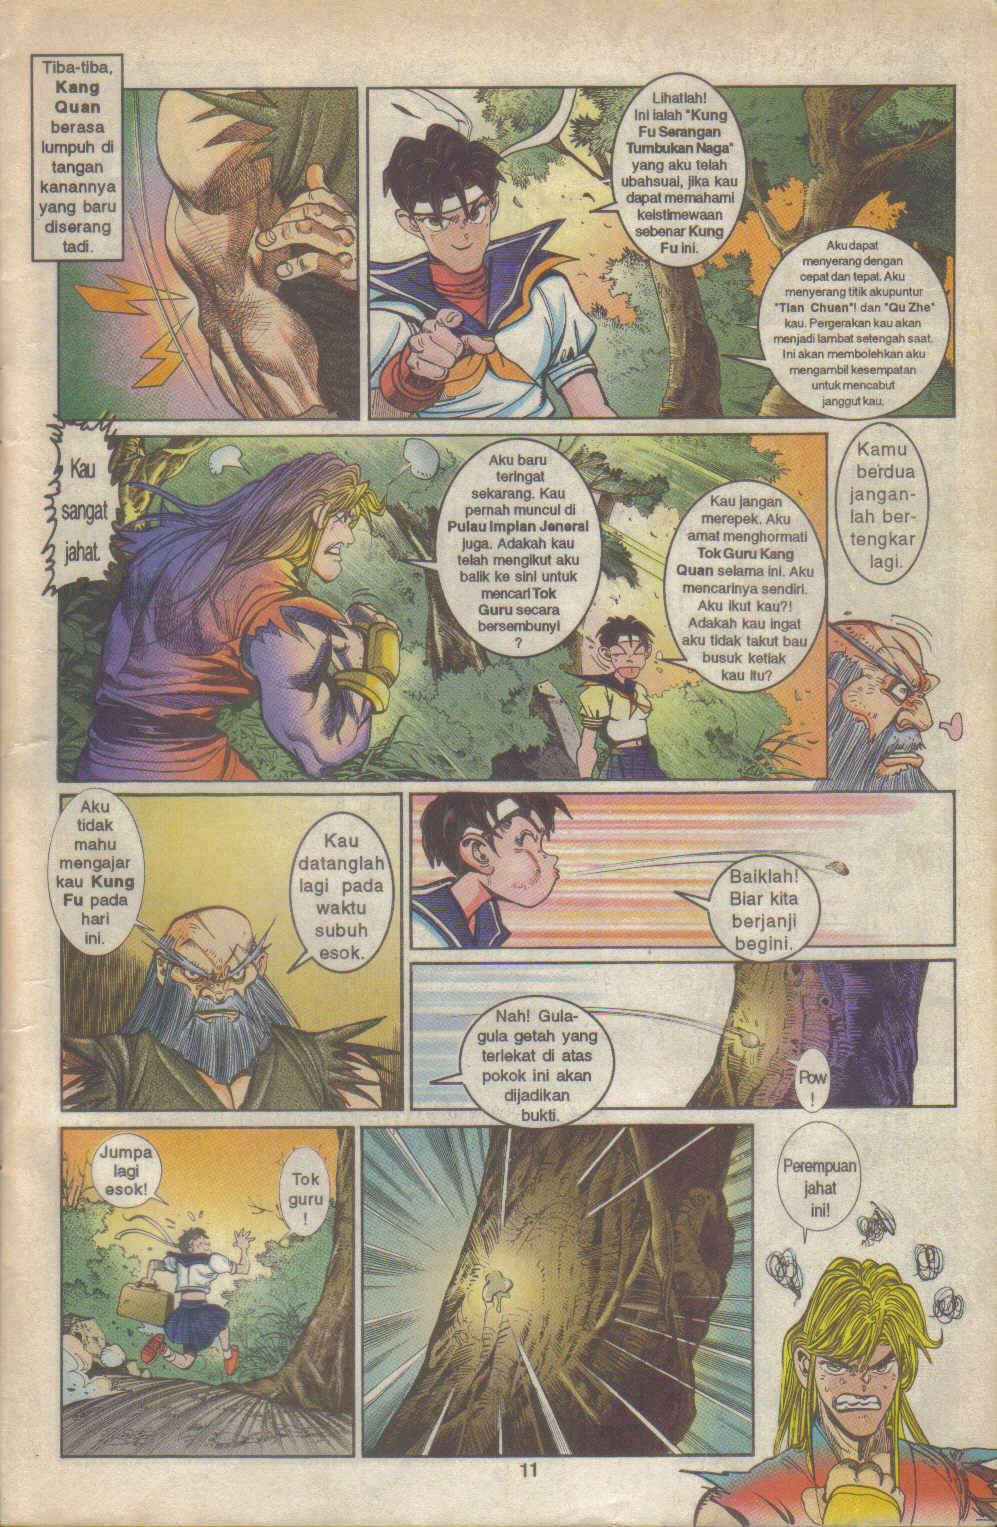 Tiba-tiba,
Kang
Quan
berasa
lumpuh di
tangan
kanannya
yang baru
diserang
tadi.
Lihatlah!
Ini ialah "Kung
Fu Serangan
Tumbukan Naga"
yang aku telah
ubahsuai, jika kau
dapat memahami
keistimewaan
sebenar Kung
Fu ini.
Aku dapat
menyerang dengan
cepat dan tepat. Aku
menyerang titik akupuntur
"Tian Chuan"! dan "Qu Zhe"
kau. Pergerakan kau akan
menjadi lambat setengah saat.
Ini akan membolehkan aku
mengambil kesempatan
untuk mencabut
janggut kau.
Kau
sangat
jahat.
Aku baru
teringat
sekarang. Kau
pernah muncul di
Pulau Impian Jeneral
juga. Adakah kau
telah mengikut aku
balik ke sini untuk
mencari Tok
Guru secara
bersembunyi
?
Kau jangan
merepek. Aku
amat menghormati
Tok Guru Kang
Quan selama ini. Aku
mencarinya sendiri.
Aku ikut kau?!
Adakah kau ingat
aku tidak takut bau
busuk ketiak
kau itu?
Kamu
berdua
jangan-
lah ber-
tengkar
lagi.
Aku
tidak
mahu
mengajar
kau Kung
Fu pada
hari
ini.
Kau
datanglah
lagi pada
waktu
subuh
esok.
Baiklah!
Biar kita
berjanji
begini.
Nah! Gula-
gula getah yang
terlekat di atas
pokok ini akan
dijadikan
bukti.
Pow
!
Jumpa
lagi
esok!
Tok
guru
!
Perempuan
jahat
ini!
11